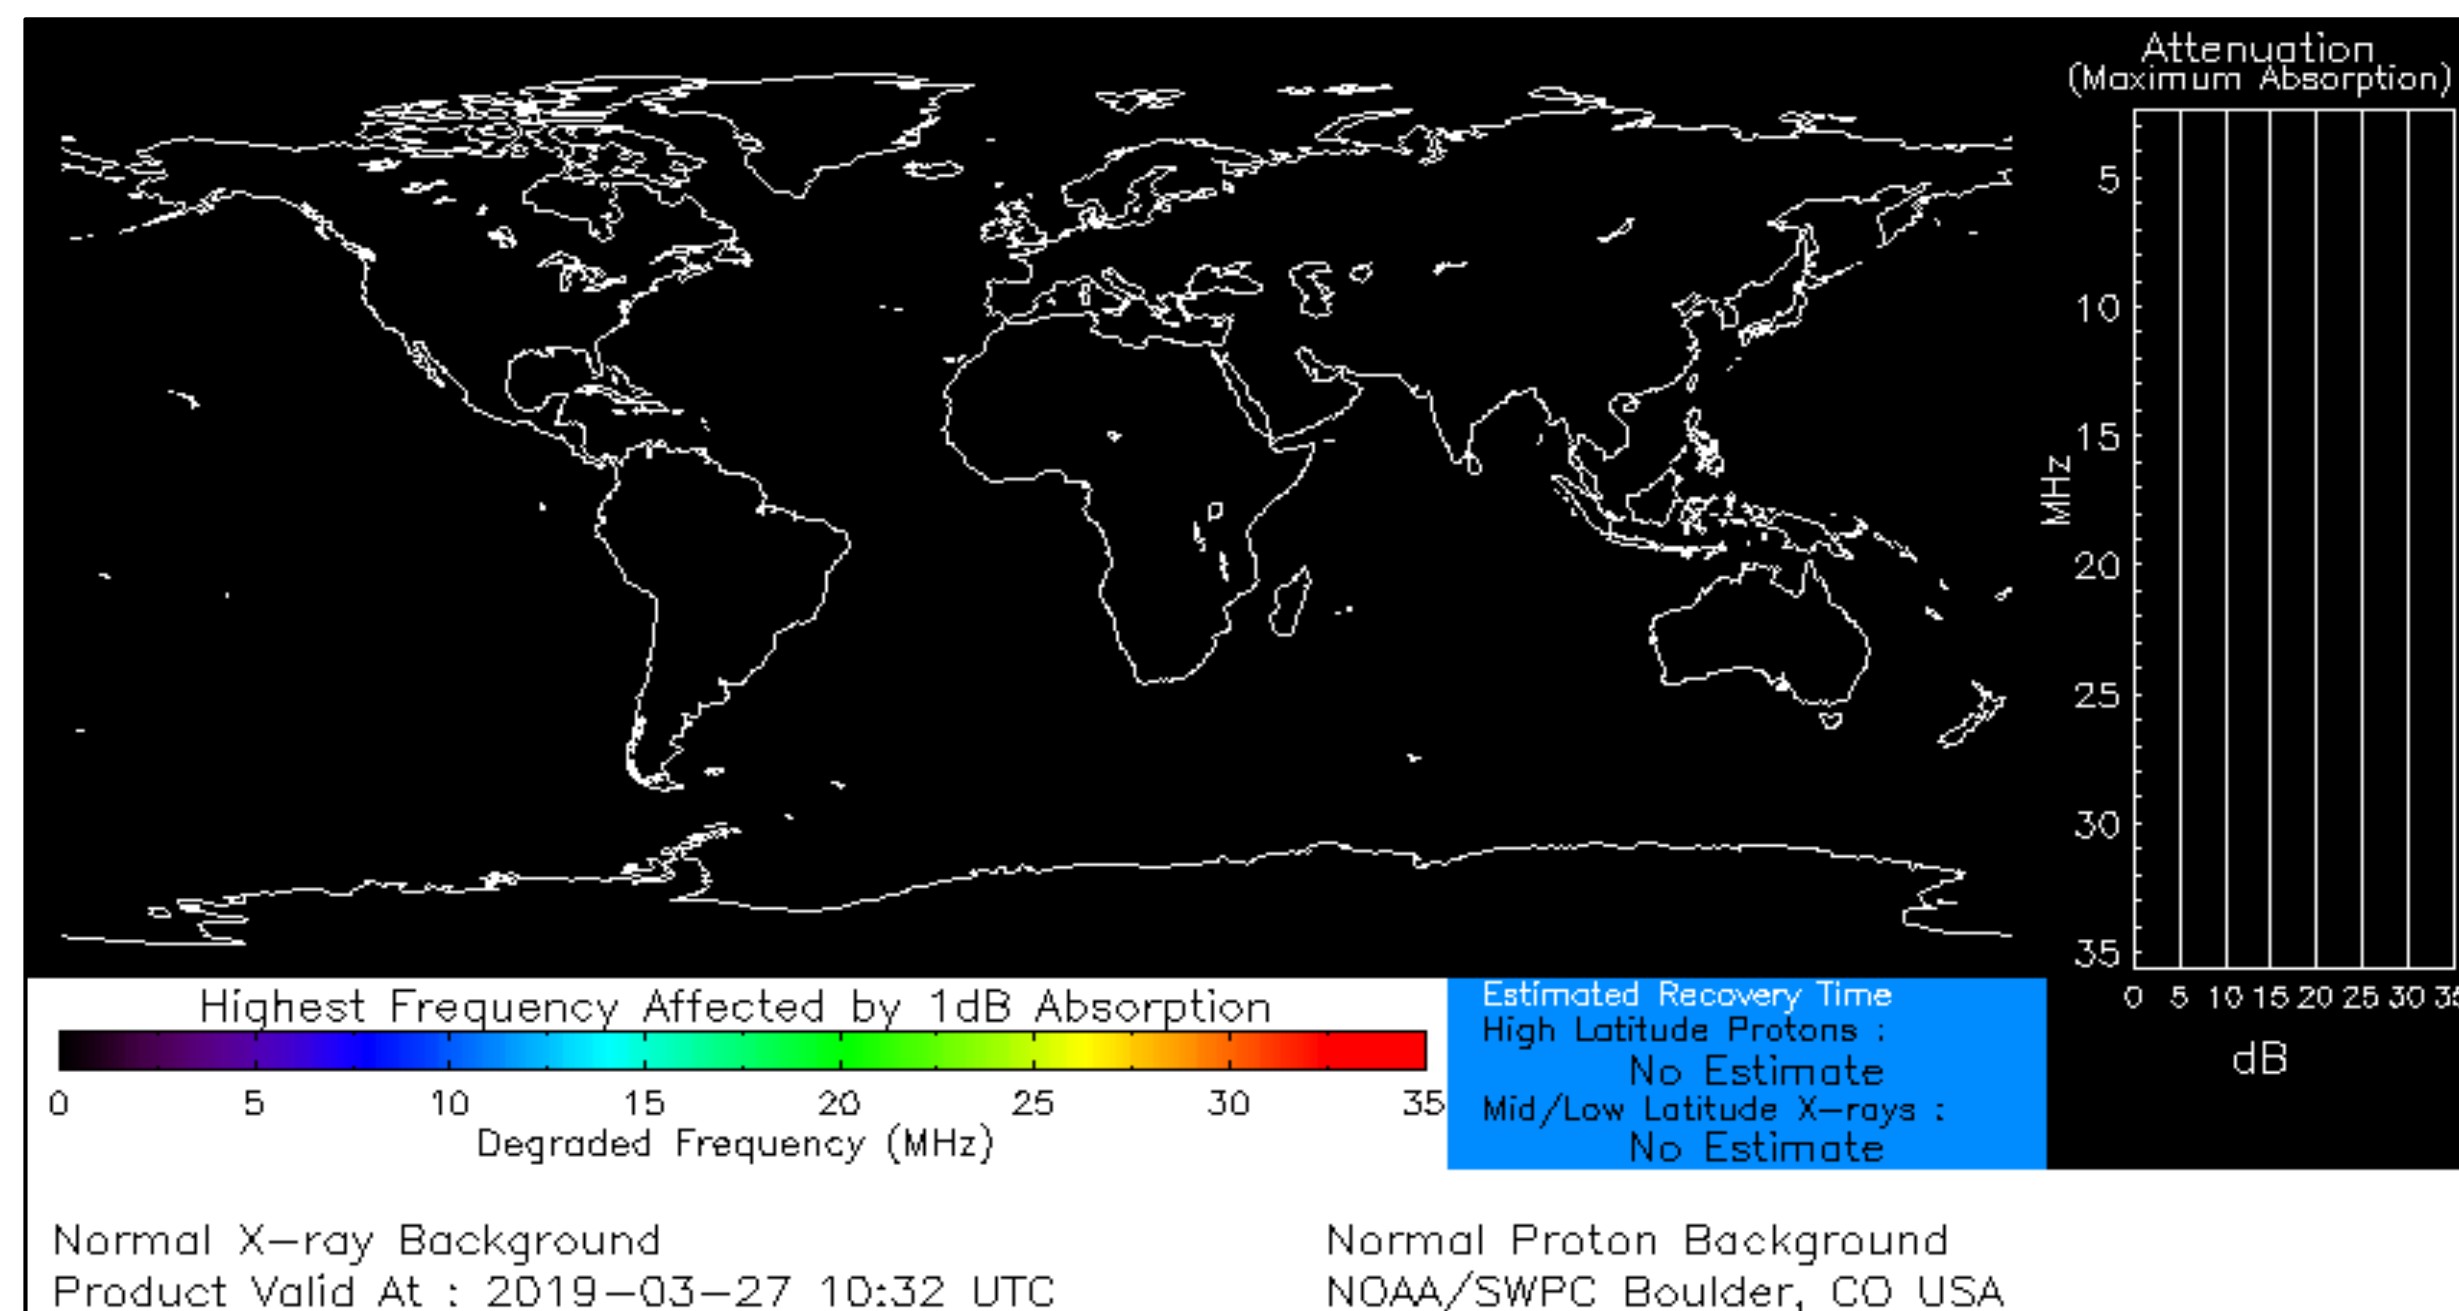 Attenuation
(Maximum Absorption)
5
10
15
20
25
30
35
MHz
0 5 10 15 20 25 30
dB
Highest Frequency Affected by 1dB Absorption
0 5 10 15 20 25 30 35
Degraded Frequency (MHz)
Estimated Recovery Time
High Latitude Protons :
No Estimate
Mid/Low Latitude X-rays :
No Estimate
Normal X-ray Background
Normal Proton Background
Product Valid At : 2019-03-27 10:32 UTC
NOAA/SWPC Boulder, CO USA